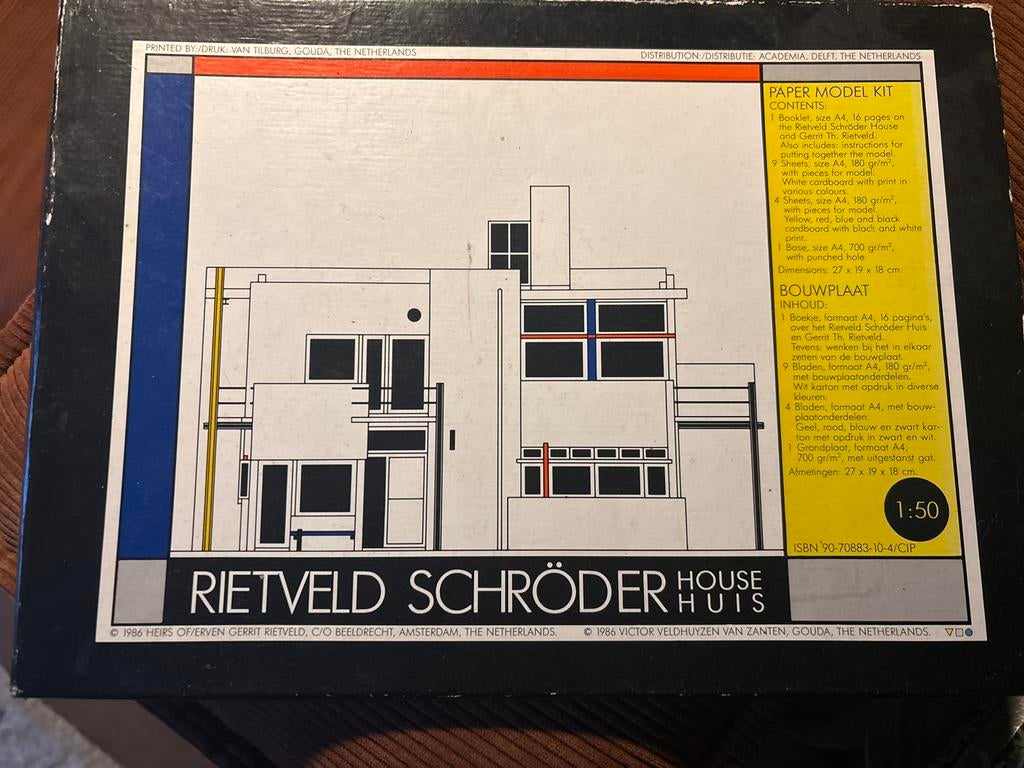 PRINTED BY:/DRUK: VAN TILBURG, GOUDA, THE NETHERLANDS
DISTRIBUTION:/DISTRIBUTIE: ACADEMIA, DELFT, THE NETHERLANDS
PAPER MODEL KIT
CONTENTS:
1 Booklet, size A4, 16 pages on
the Rietveld Schröder House
and Gerrit Th. Rietveld.
Also includes: instructions for
putting together the model.
9 Sheets, size A4, 180 gr/m²,
with pieces for model.
White cardboard with print in
various colours.
4 Sheets, size A4, 180 gr/m²,
with pieces for model.
Yellow, red, blue and black
cardboard with black and white
print.
1 Base, size A4, 700 gr/m²,
with punched hole.
Dimensions: 27 x 19 x 18 cm.
BOUWPLAAT
INHOUD:
1 Boekje, formaat A4, 16 pagina's,
over het Rietveld Schröder Huis
en Gerrit Th. Rietveld.
Tevens: wenken bij het in elkaar
zetten van de bouwplaat.
9 Bladen, formaat A4, 180 gr/m²,
met bouwplaatonderdelen.
Wit karton met opdruk in diverse
kleuren.
4 Bladen, formaat A4, met bouw-
plaatonderdelen.
Geel, rood, blauw en zwart kar-
ton met opdruk in zwart en wit.
1 Grondplaat, formaat A4,
700 gr/m², met uitgestanst gat.
Afmetingen: 27 x 19 x 18 cm.
1:50
ISBN 90-70883-10-4/CIP
RIETVELD SCHRÖDER HOUSE
HUIS
© 1986 HEIRS OF/ERVEN GERRIT RIETVELD, C/O BEELDRECHT, AMSTERDAM, THE NETHERLANDS.
© 1986 VICTOR VELDHUYZEN VAN ZANTEN, GOUDA, THE NETHERLANDS.